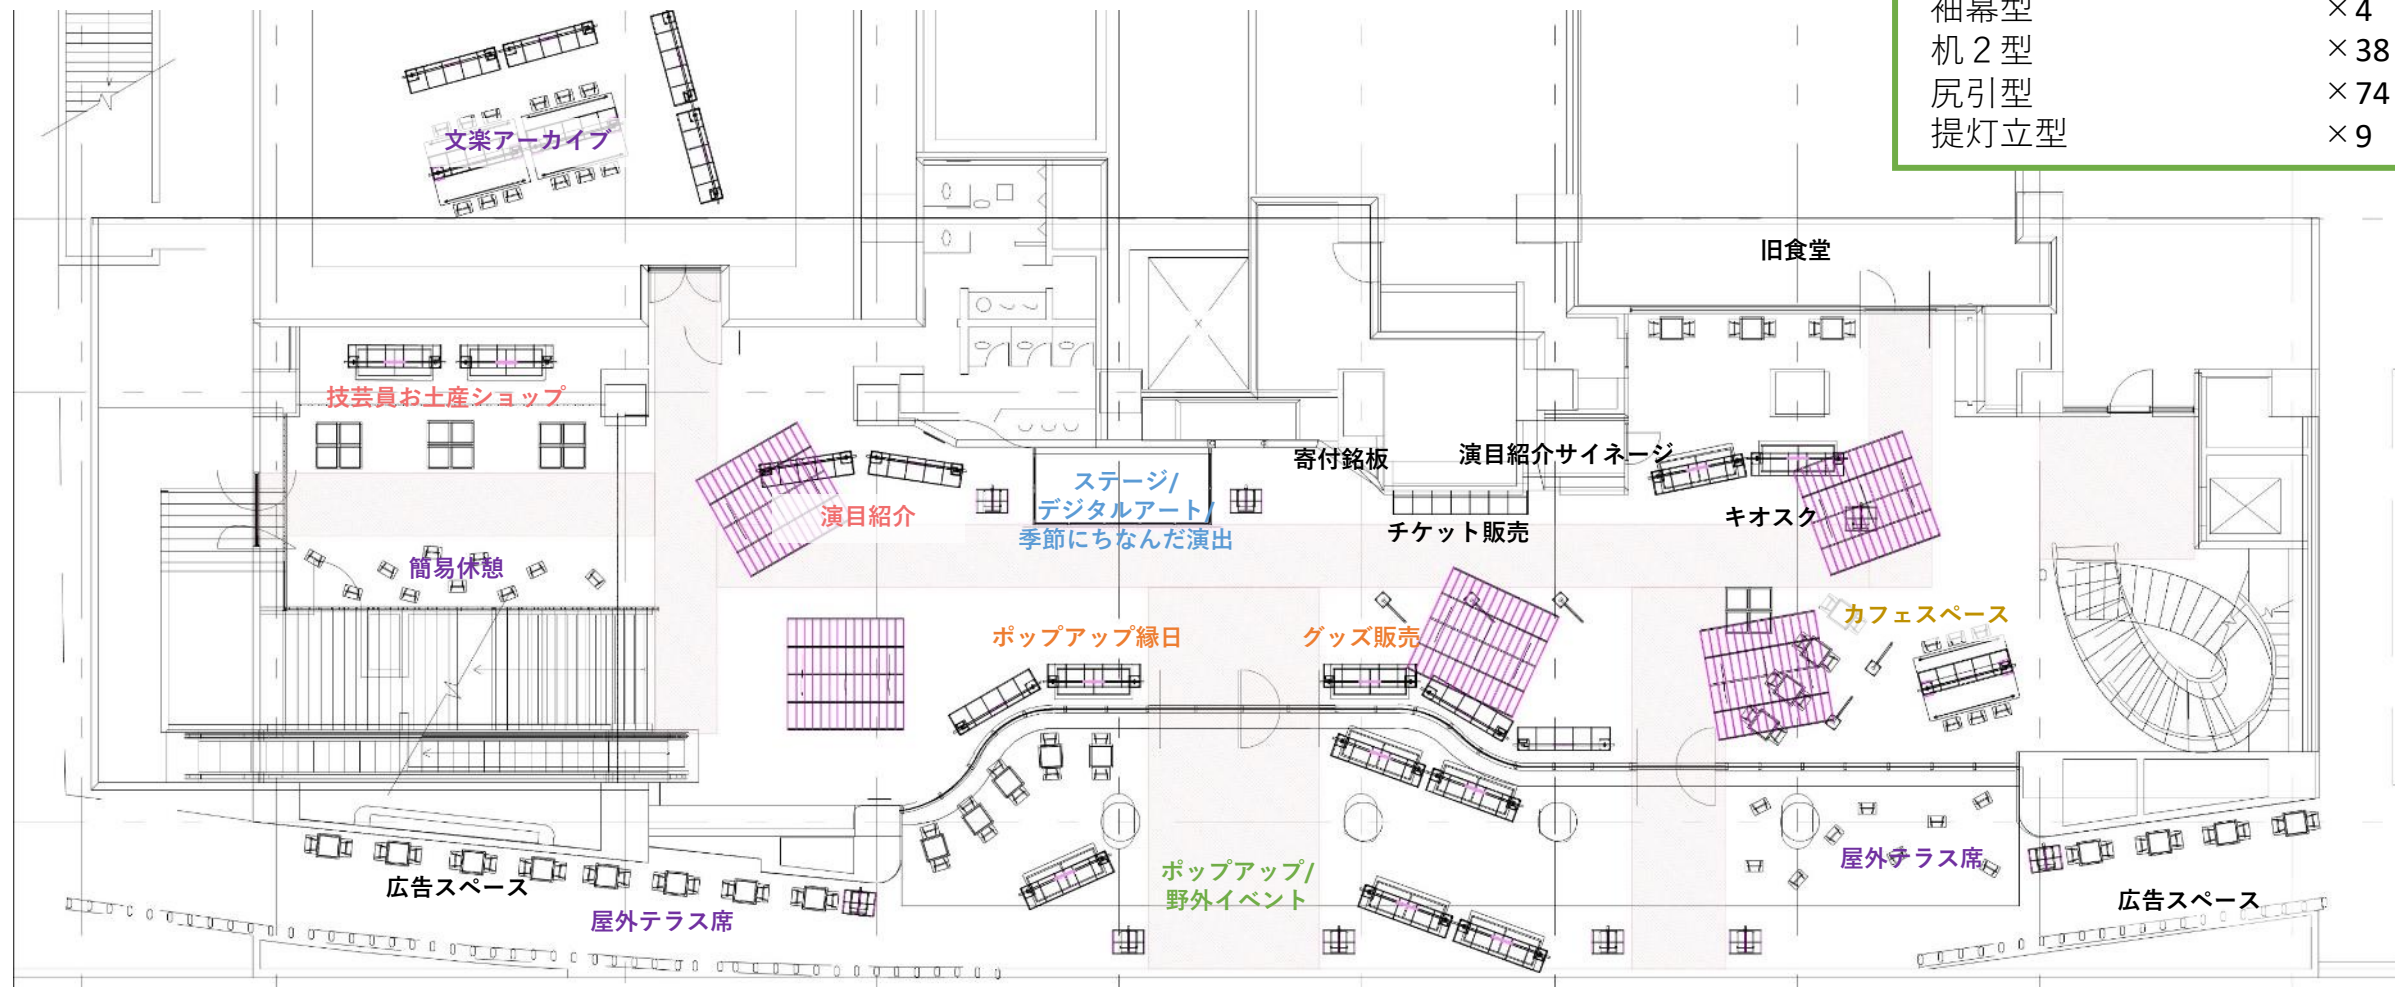 袖幕型 ×4
机2型 ×38
尻引型 ×74
提灯立型 ×9
文楽アーカイブ
旧食堂
技芸員お土産ショップ
演目紹介
ステージ/
デジタルアート/
季節にちなんだ演出
寄付銘板
演目紹介サイネージ
チケット販売
キオスク
簡易休憩
ポップアップ縁日
グッズ販売
カフェスペース
広告スペース
屋外テラス席
ポップアップ/
野外イベント
屋外テラス席
広告スペース